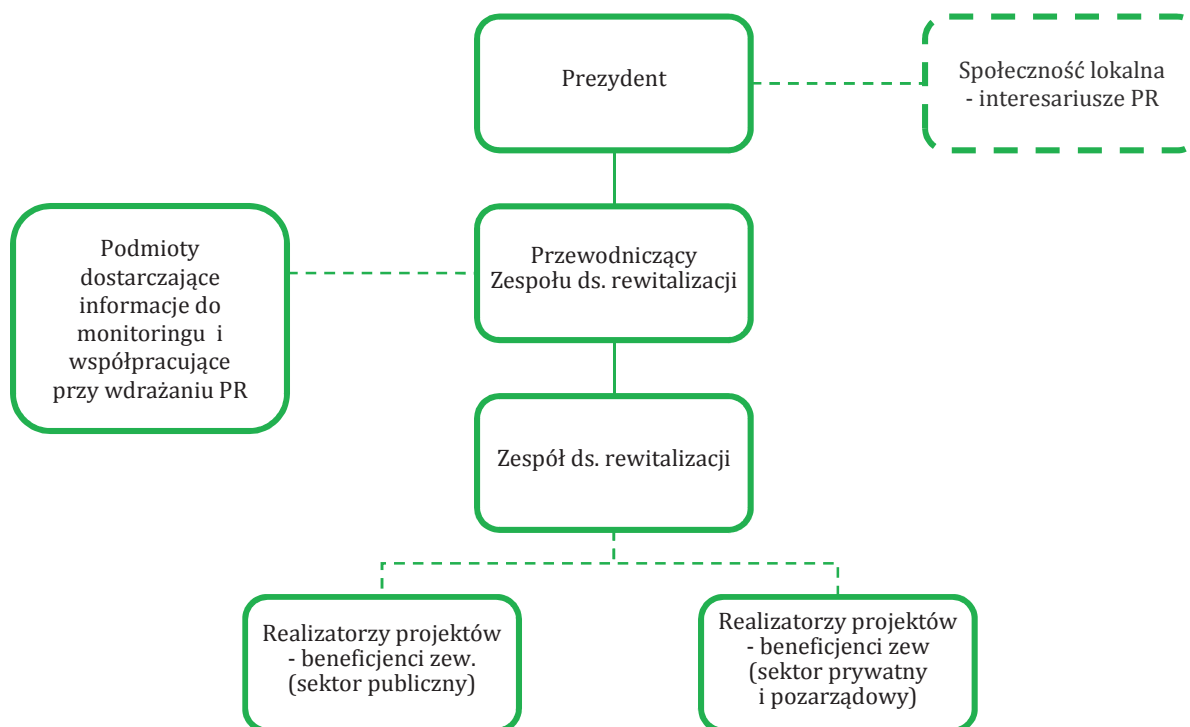 Prezydent
Społeczność lokalna
- interesariusze PR
Podmioty
dostarczające
informacje do
monitoringu i
współpracujące
przy wdrażaniu PR
Przewodniczący
Zespołu ds. rewitalizacji
Zespół ds. rewitalizacji
Realizatorzy projektów
- beneficjenci zew.
(sektor publiczny)
Realizatorzy projektów
- beneficjenci zew
(sektor prywatny
i pozarządowy)